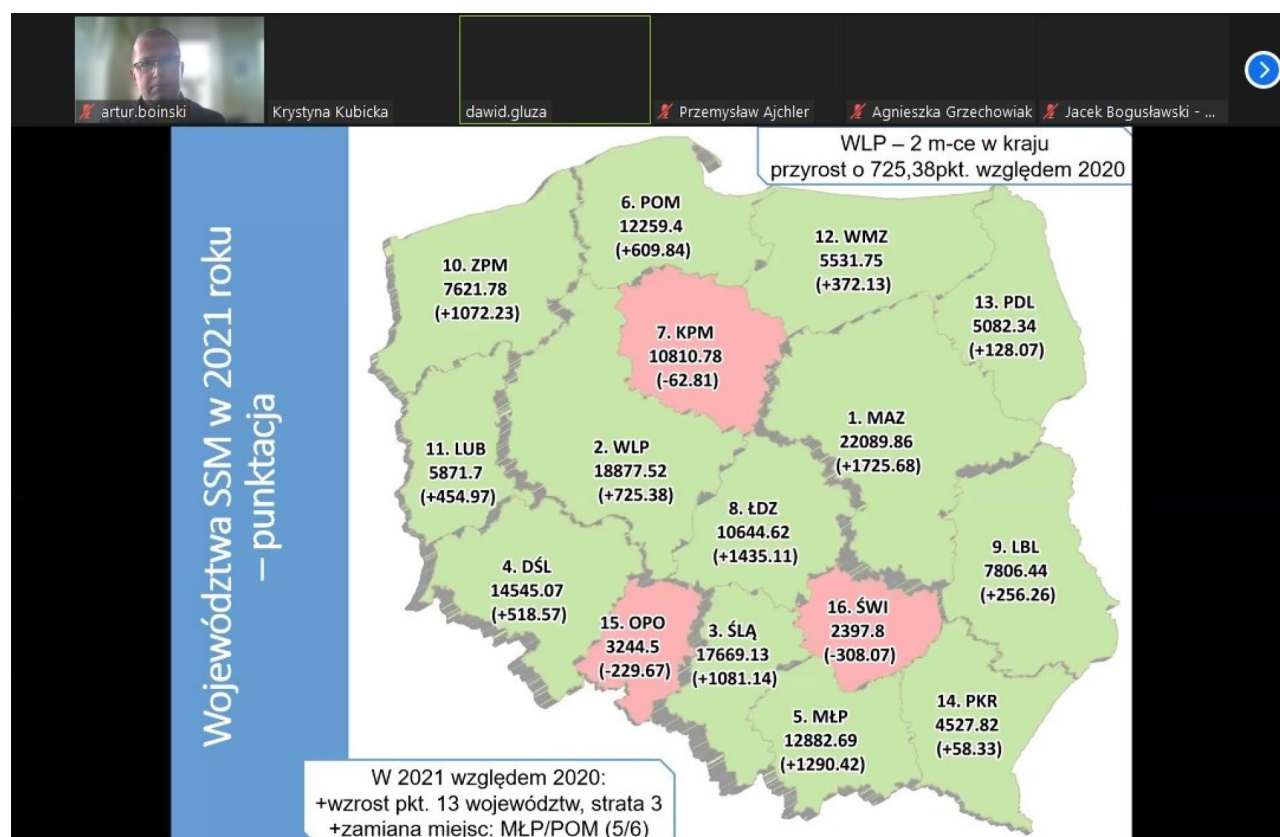 artur.boinski
Krystyna Kubicka
dawid.gluza
Przemysław Ajchler
Agnieszka Grzechowiak
Jacek Bogusławski - ...
Województwa SSM w 2021 roku
– punktacja
WLP – 2 m-ce w kraju
przyrost o 725,38pkt. względem 2020
6. POM
12259.4
(+609.84)
12. WMZ
5531.75
(+372.13)
10. ZPM
7621.78
(+1072.23)
13. PDL
5082.34
(+128.07)
7. KPM
10810.78
(-62.81)
1. MAZ
22089.86
(+1725.68)
11. LUB
5871.7
(+454.97)
2. WLP
18877.52
(+725.38)
8. ŁDZ
10644.62
(+1435.11)
9. LBL
7806.44
(+256.26)
4. DŚL
14545.07
(+518.57)
15. OPO
3244.5
(-229.67)
3. ŚLĄ
17669.13
(+1081.14)
16. ŚWI
2397.8
(-308.07)
14. PKR
4527.82
(+58.33)
5. MŁP
12882.69
(+1290.42)
W 2021 względem 2020:
+wzrost pkt. 13 województw, strata 3
+zamiana miejsc: MŁP/POM (5/6)